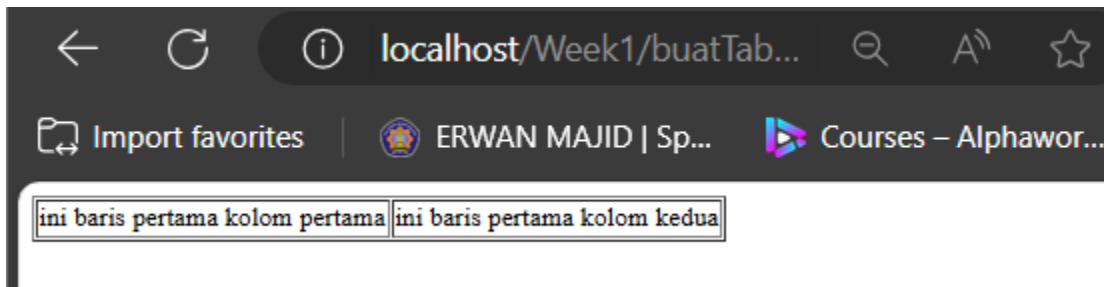 localhost/Week1/buatTab...
Import favorites
ERWAN MAJID | Sp...
Courses – Alphawor...
ini baris pertama kolom pertama
ini baris pertama kolom kedua